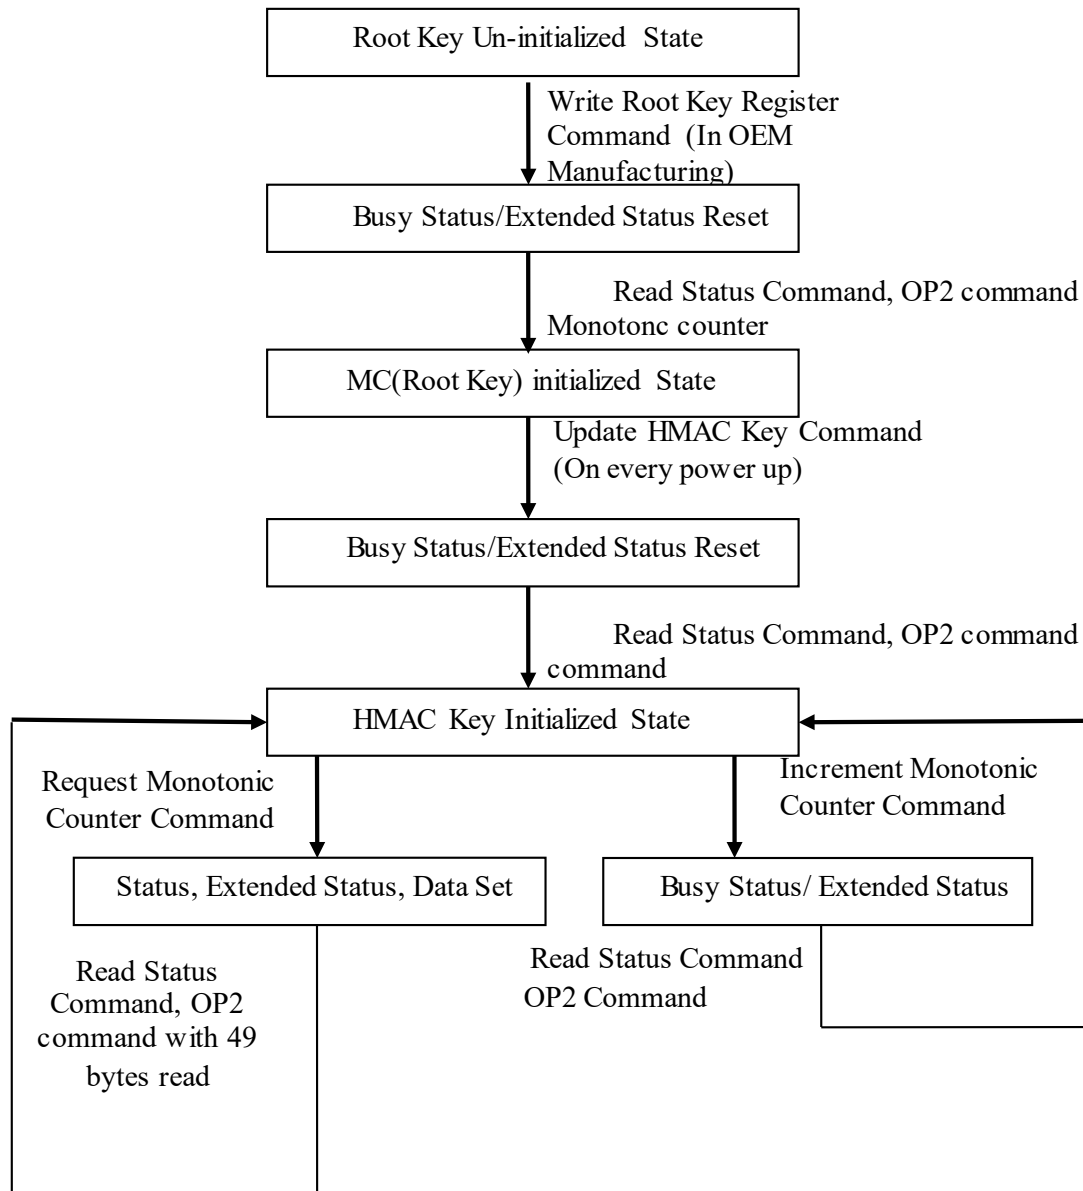 Root Key Un-initialized State
Write Root Key Register
Command (In OEM
Manufacturing)
Busy Status/Extended Status Reset
Read Status Command, OP2 command
Monotonc counter
MC(Root Key) initialized State
Update HMAC Key Command
(On every power up)
Busy Status/Extended Status Reset
Read Status Command, OP2 command
command
HMAC Key Initialized State
Request Monotonic
Counter Command
Increment Monotonic
Counter Command
Status, Extended Status, Data Set
Busy Status/ Extended Status
Read Status
Command, OP2
command with 49
bytes read
Read Status Command
OP2 Command